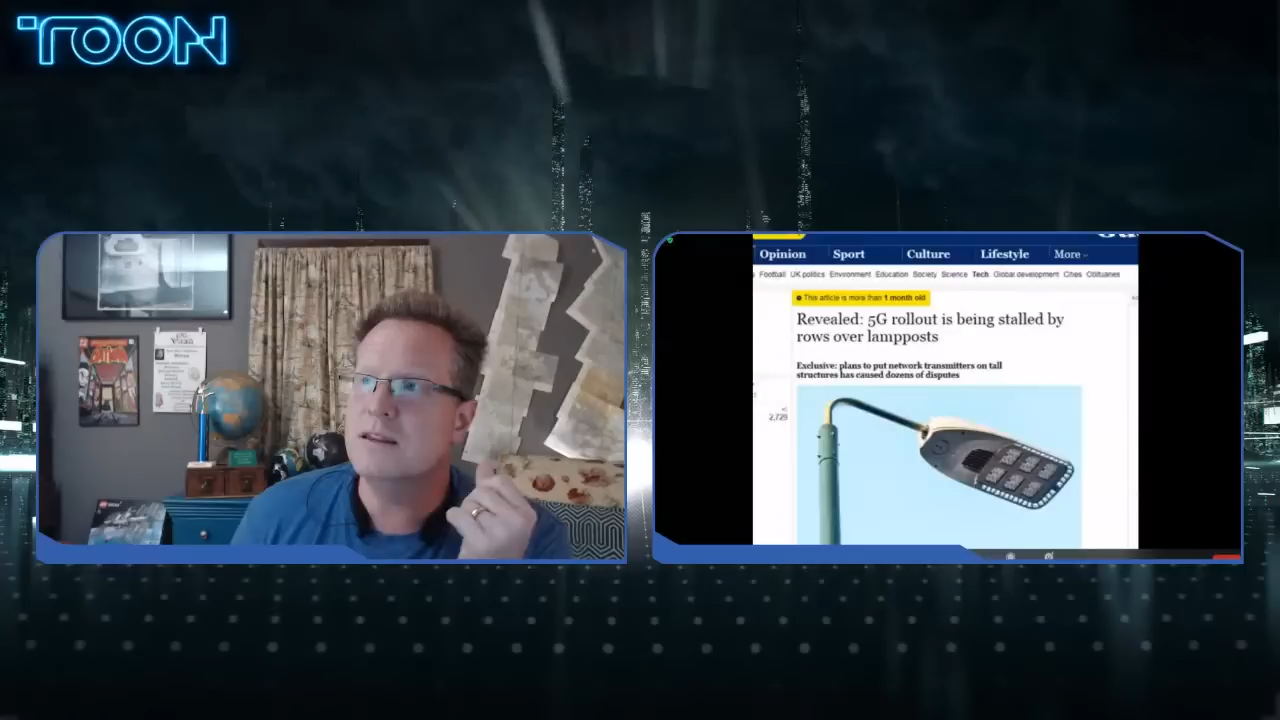 TOON
Opinion Sport Culture Lifestyle More
Football UK politics Environment Education Society Science Tech Global development Cities Obituaries
This article is more than 1 month old
Revealed: 5G rollout is being stalled by
rows over lampposts
Exclusive: plans to put network transmitters on tall
structures has caused dozens of disputes
2,729